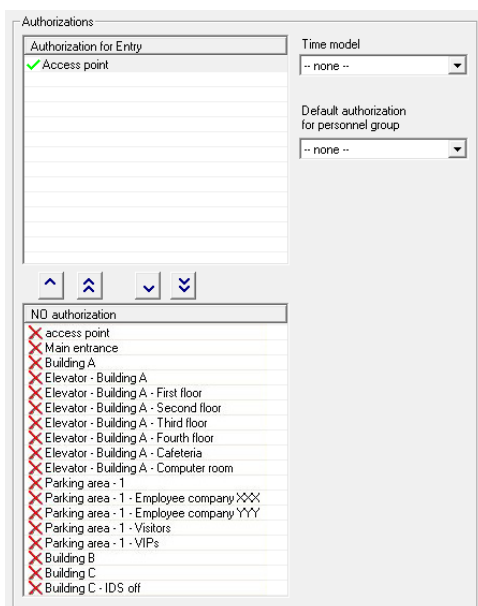 Authorizations
Authorization for Entry
Access point
Time model
-- none --
Default authorization
for personnel group
-- none --
NO authorization
access point
Main entrance
Building A
Elevator - Building A
Elevator - Building A - First floor
Elevator - Building A - Second floor
Elevator - Building A - Third floor
Elevator - Building A - Fourth floor
Elevator - Building A - Cafeteria
Elevator - Building A - Computer room
Parking area - 1
Parking area - 1 - Employee company XXX
Parking area - 1 - Employee company YYY
Parking area - 1 - Visitors
Parking area - 1 - VIPs
Building B
Building C
Building C - IDS off